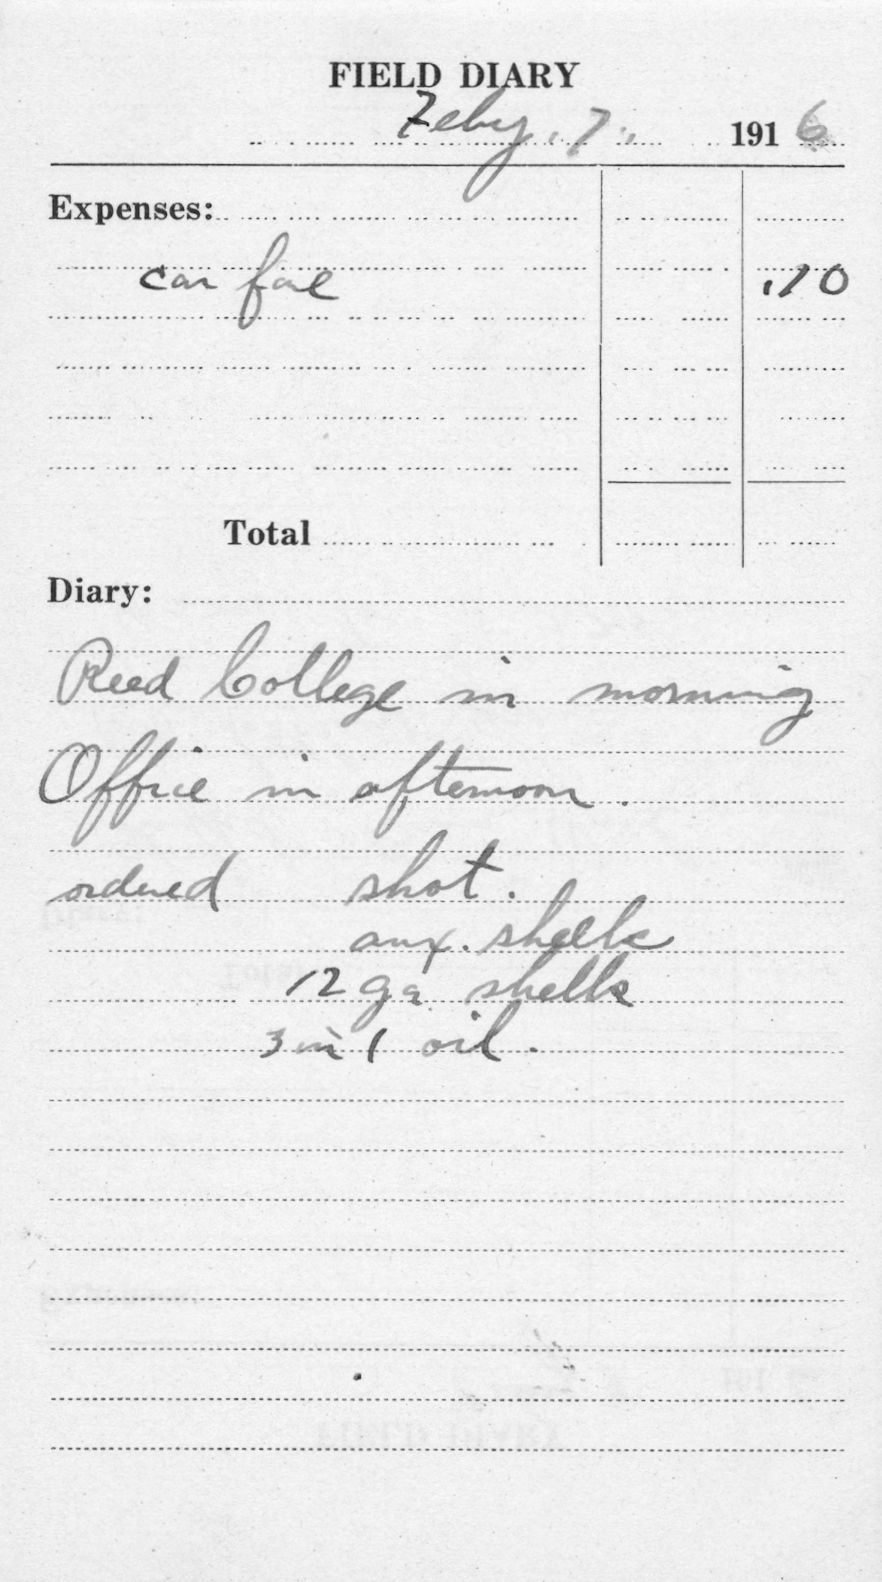 FIELD DIARY
Feby. 7. 1916
Expenses:
car fare .10
Total
Diary:
Reed College in morning
Office in afternoon.
ordered shot.
aux. shells
12 ga shells
3 in 1 oil.